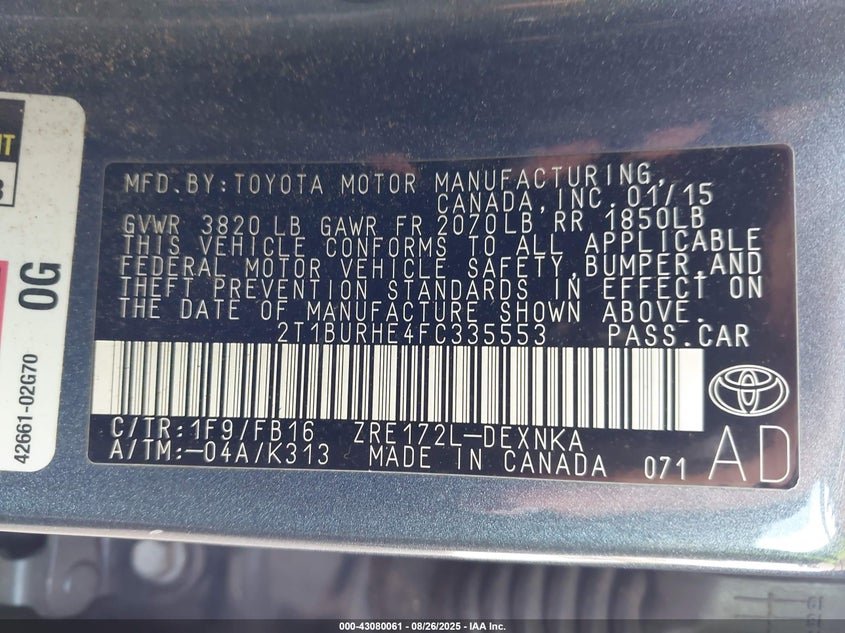 MFD.BY:TOYOTA MOTOR MANUFACTURING,
CANADA,INC.01/15
GVWR 3820 LB GAWR FR 2070LB RR 1850LB
THIS VEHICLE CONFORMS TO ALL APPLICABLE
FEDERAL MOTOR VEHICLE SAFETY,BUMPER,AND
THEFT PREVENTION STANDARDS IN EFFECT ON
THE DATE OF MANUFACTURE SHOWN ABOVE.
2T1BURHE4FC335553 PASS.CAR
C/TR:1F9/FB16 ZRE172L-DEXNKA
A/TM:-04A/K313 MADE IN CANADA 071 AD
42661-02G70 0G
000-43080061 - 08/26/2025 - IAA Inc.